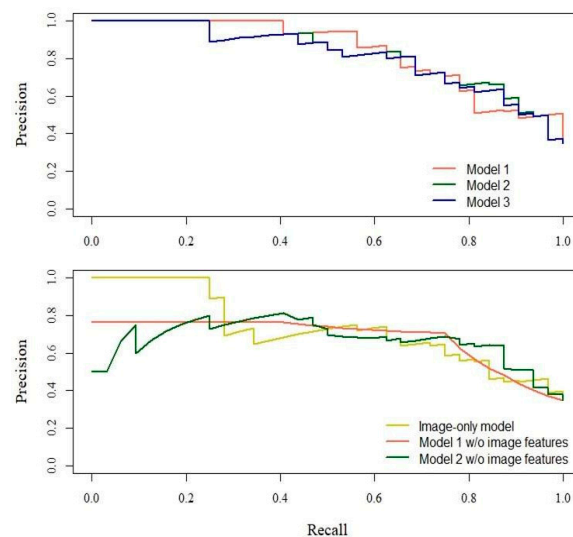 1.0
0.8
0.6
0.4
0.2
0.0
Precision
Model 1
Model 2
Model 3
0.0 0.2 0.4 0.6 0.8 1.0
1.0
0.8
0.6
0.4
0.2
0.0
Precision
Image-only model
Model 1 w/o image features
Model 2 w/o image features
0.0 0.2 0.4 0.6 0.8 1.0
Recall